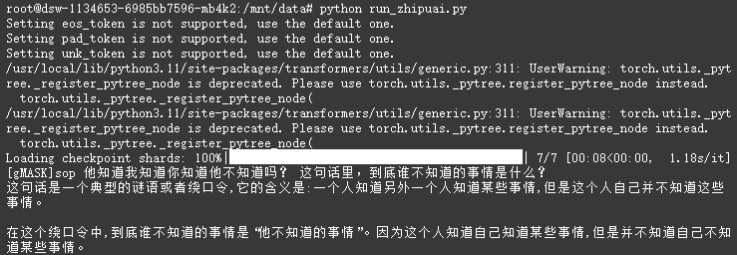 root@dsw-1134653-6985bb7596-mb4k2:/mnt/data# python run_zhipuai.py
Setting eos_token is not supported, use the default one.
Setting pad_token is not supported, use the default one.
Setting unk_token is not supported, use the default one.
/usr/local/lib/python3.11/site-packages/transformers/utils/generic.py:311: UserWarning: torch.utils._pyt
ree._register_pytree_node is deprecated. Please use torch.utils._pytree.register_pytree_node instead.
  torch.utils._pytree._register_pytree_node(
/usr/local/lib/python3.11/site-packages/transformers/utils/generic.py:311: UserWarning: torch.utils._pyt
ree._register_pytree_node is deprecated. Please use torch.utils._pytree.register_pytree_node instead.
  torch.utils._pytree._register_pytree_node(
Loading checkpoint shards: 100%|          | 7/7 [00:08<00:00,  1.18s/it]
[gMASK]sop 他知道我知道你知道他不知道吗? 这句话里，到底谁不知道的事情是什么?
这句话是一个典型的谜语或者绕口令,它的含义是:一个人知道另外一个人知道某些事情,但是这个人自己并不知道这些
事情。
在这个绕口令中,到底谁不知道的事情是“他不知道的事情”。因为这个人知道自己知道某些事情,但是并不知道自己不知
道某些事情。